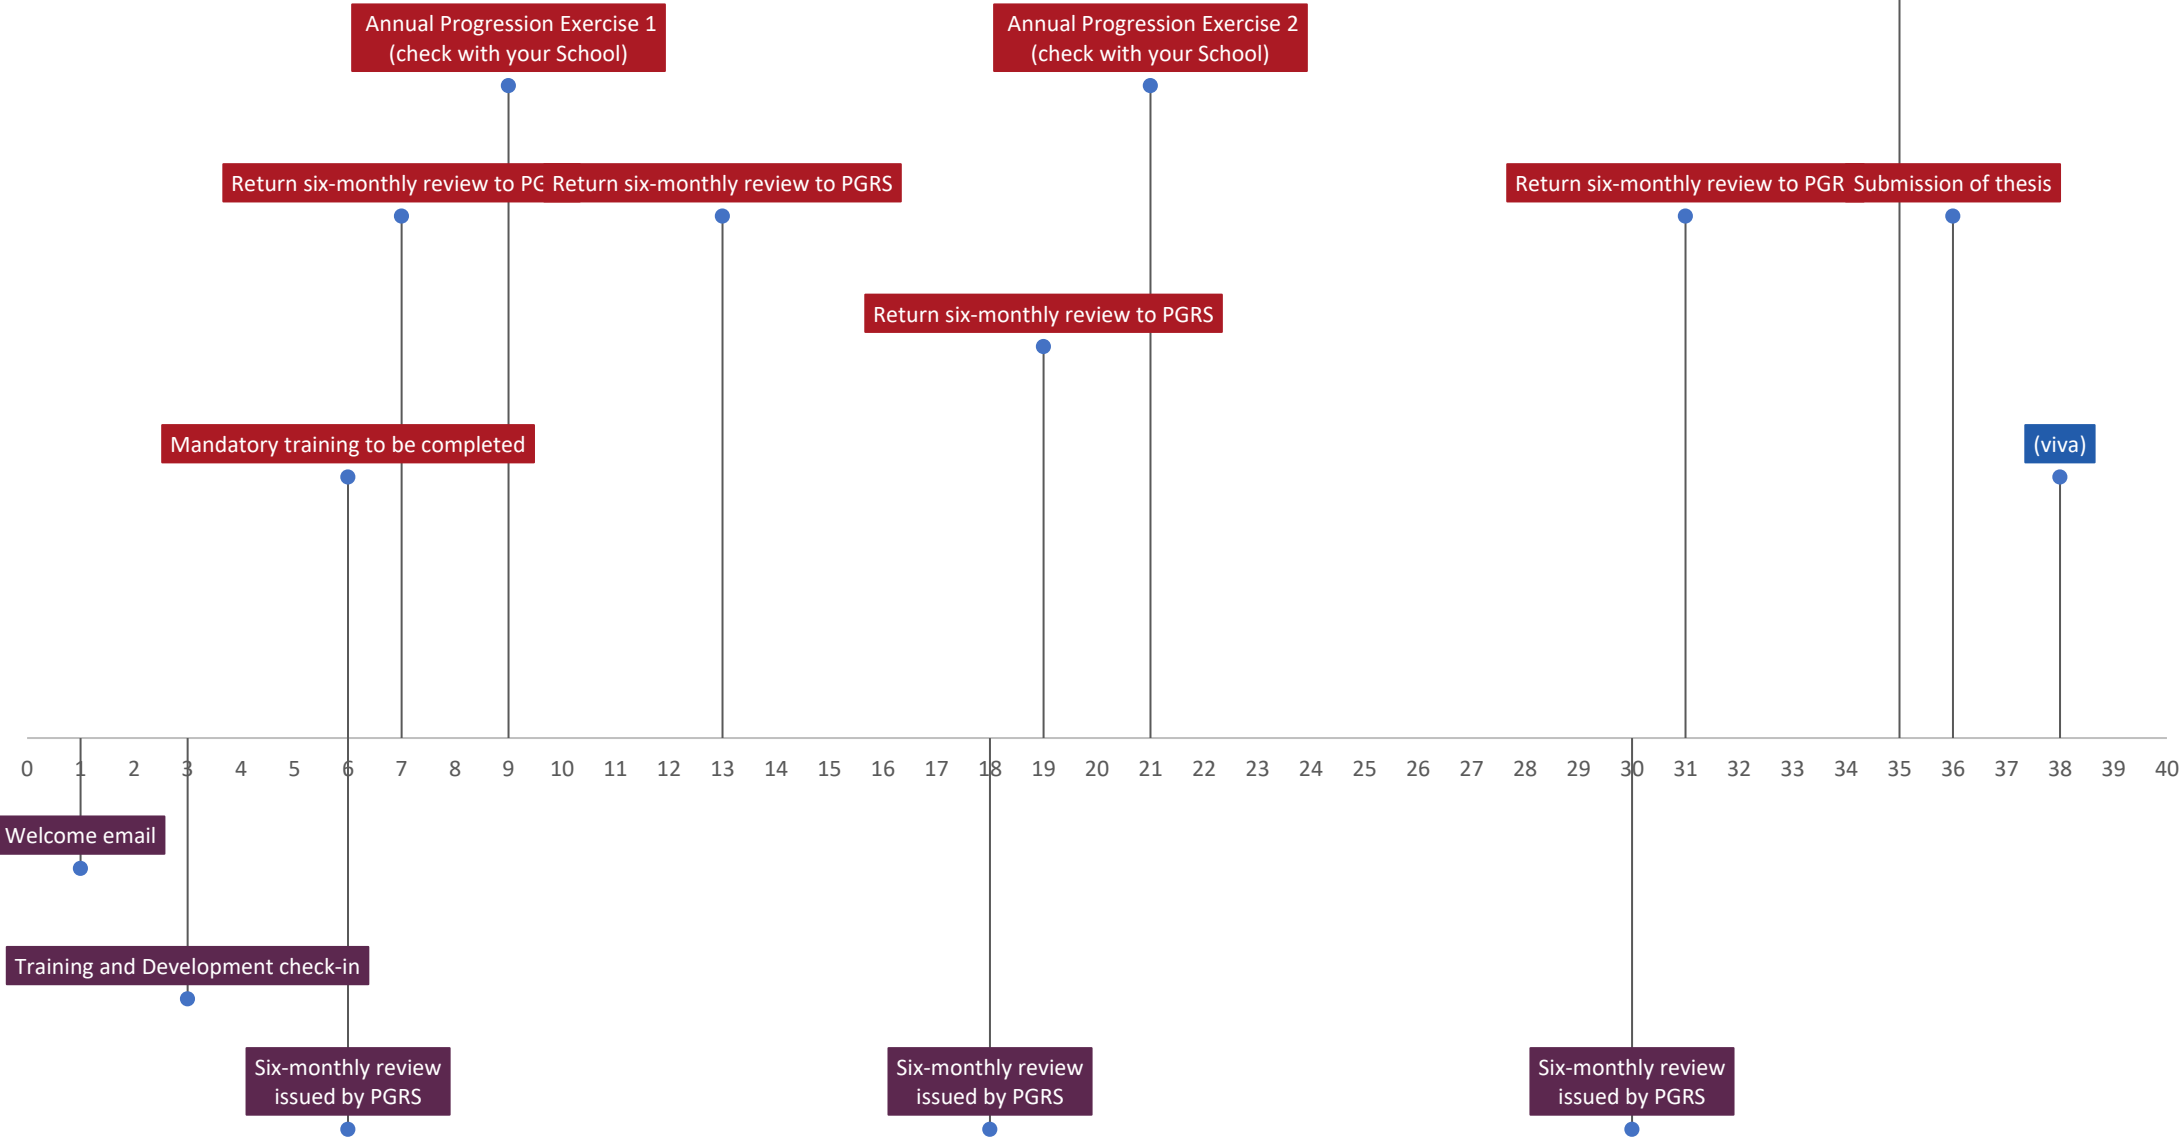 Annual Progression Exercise 1
(check with your School)
Annual Progression Exercise 2
(check with your School)
Return six-monthly review to PG
Return six-monthly review to PGRS
Return six-monthly review to PGR
Submission of thesis
Return six-monthly review to PGRS
Mandatory training to be completed
(viva)
0 1 2 3 4 5 6 7 8 9 10 11 12 13 14 15 16 17 18 19 20 21 22 23 24 25 26 27 28 29 30 31 32 33 34 35 36 37 38 39 40
Welcome email
Training and Development check-in
Six-monthly review
issued by PGRS
Six-monthly review
issued by PGRS
Six-monthly review
issued by PGRS